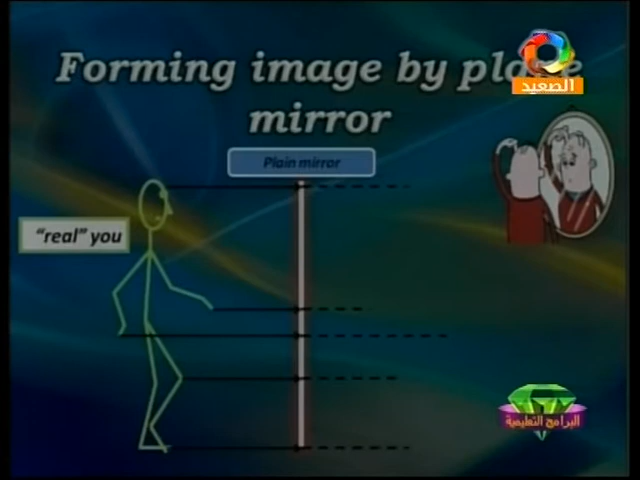 Forming image by plane
mirror
الصعيد
Plain mirror
"real" you
البرامج التعليمية